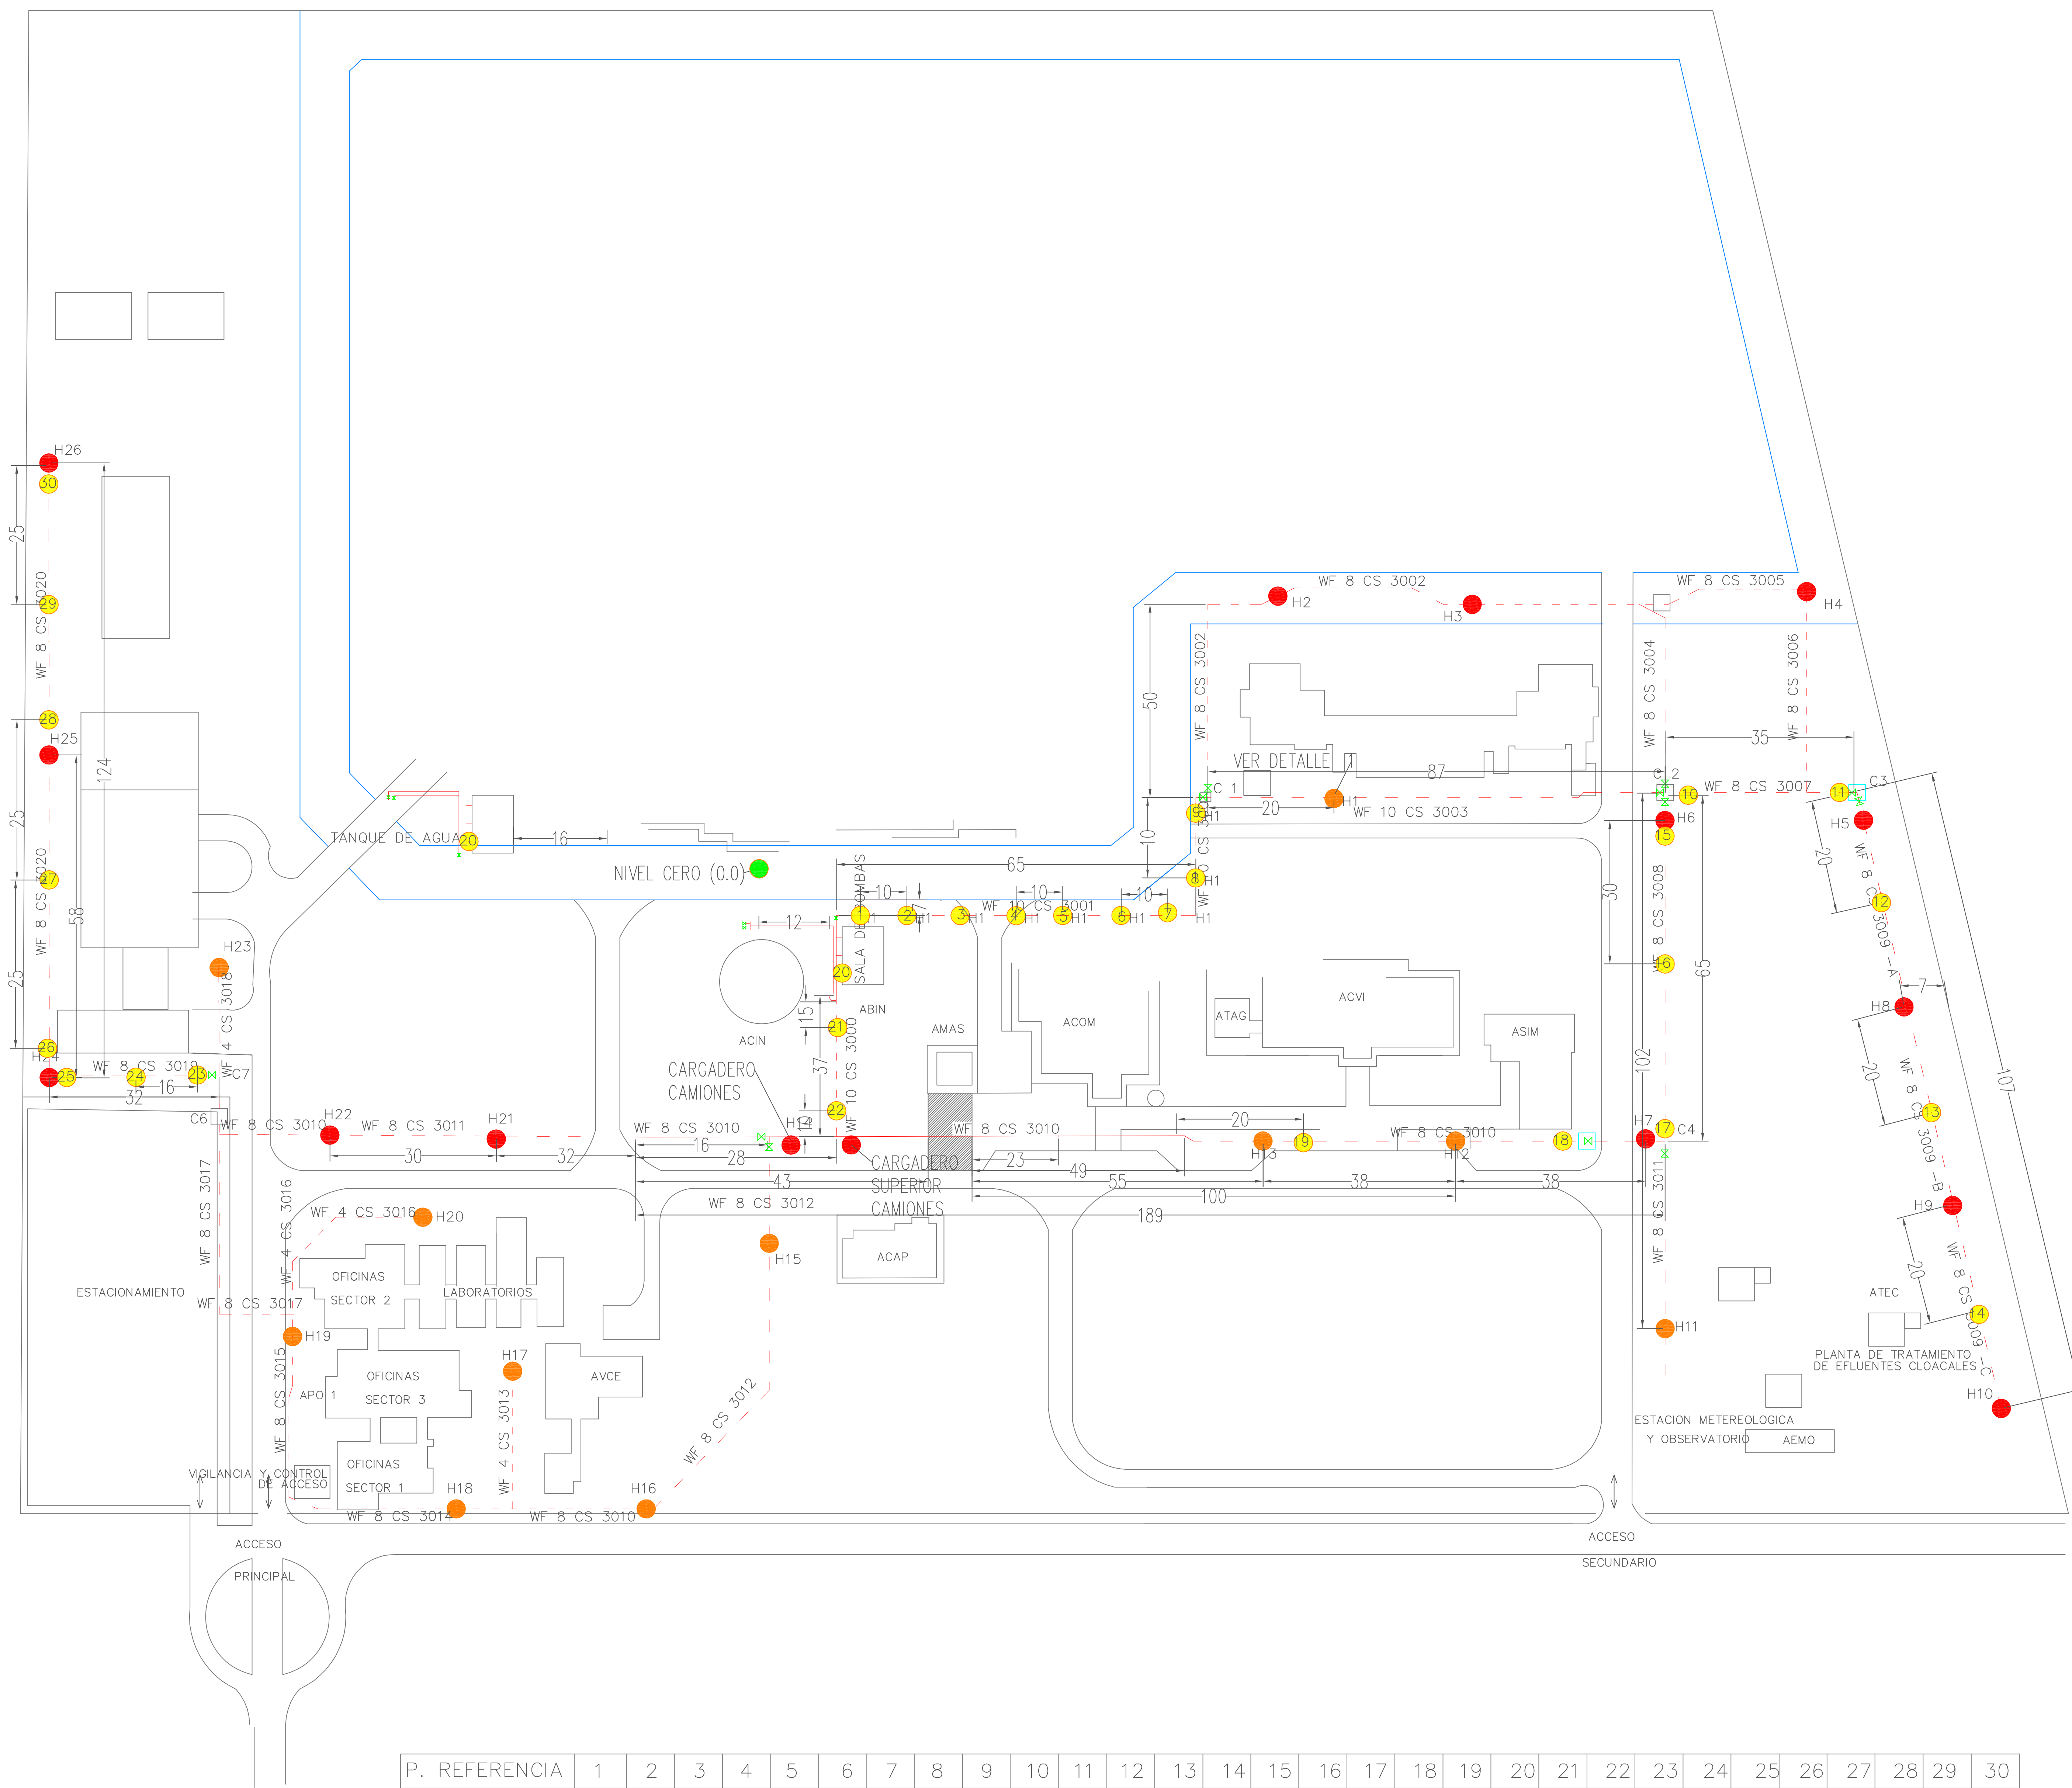 H26
30
25
WF 8 CS 3020
29
WF 8 CS 3020
28
H25
124
25
27
WF 8 CS 3020
58
25
H23
WF 4 CS 3018
26
H24
WF 8 CS 3019
25
24
23
C7
16
32
C6
WF 8 CS 3010
H22
WF 8 CS 3011
H21
WF 8 CS 3010
30
32
16
28
43
189
TANQUE DE AGUA
20
16
NIVEL CERO (0.0)
SALA DE BOMBAS
65
10
7
10
10
1
H1
2
H1
3
H1
WF 10 CS 3001
4
H1
5
6
H1
7
H1
8
H1
9
H1
12
20
15
21
37
WF 10 CS 3000
22
10
ACIN
ABIN
AMAS
ACOM
ATAG
ACVI
ASIM
CARGADERO
CAMIONES
H14
CARGADERO
SUPERIOR
CAMIONES
WF 8 CS 3010
23
49
55
100
38
38
20
H13
19
WF 8 CS 3010
H12
18
H7
17
C4
WF 8 CS 3002
H2
H3
WF 8 CS 3005
H4
50
10
WF 8 CS 3002
WF 8 CS 3004
WF 8 CS 3006
VER DETALLE 1
87
35
C 1
20
H1
WF 10 CS 3003
C 2
10
WF 8 CS 3007
11
C3
H6
15
H5
30
WF 8 CS 3008
16
65
102
WF 8 CS 3011
H11
20
12
WF 8 CS 3009 -A
7
H8
20
WF 8 CS 3009 -B
13
107
H9
20
WF 8 CS 3009 -C
14
H10
ATEC
PLANTA DE TRATAMIENTO
DE EFLUENTES CLOACALES
ESTACION METEREOLOGICA
Y OBSERVATORIO
AEMO
WF 8 CS 3012
H15
ACAP
WF 8 CS 3012
WF 8 CS 3017
WF 4 CS 3016
WF 4 CS 3016
H20
ESTACIONAMIENTO
WF 8 CS 3017
OFICINAS
SECTOR 2
LABORATORIOS
H19
WF 8 CS 3015
APO 1
OFICINAS
SECTOR 3
H17
AVCE
WF 4 CS 3013
OFICINAS
SECTOR 1
VIGILANCIA Y CONTROL
DE ACCESO
H18
H16
WF 8 CS 3014
WF 8 CS 3010
ACCESO
PRINCIPAL
ACCESO
SECUNDARIO
P. REFERENCIA 1 2 3 4 5 6 7 8 9 10 11 12 13 14 15 16 17 18 19 20 21 22 23 24 25 26 27 28 29 30